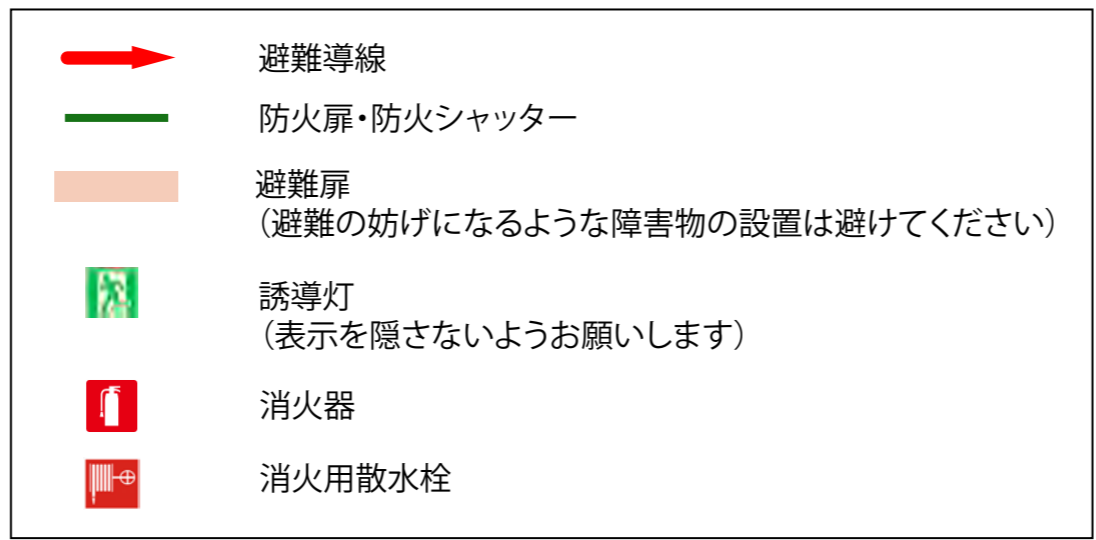 避難導線
防火扉・防火シャッター
避難扉
（避難の妨げになるような障害物の設置は避けてください）
誘導灯
（表示を隠さないようお願いします）
消火器
消火用散水栓